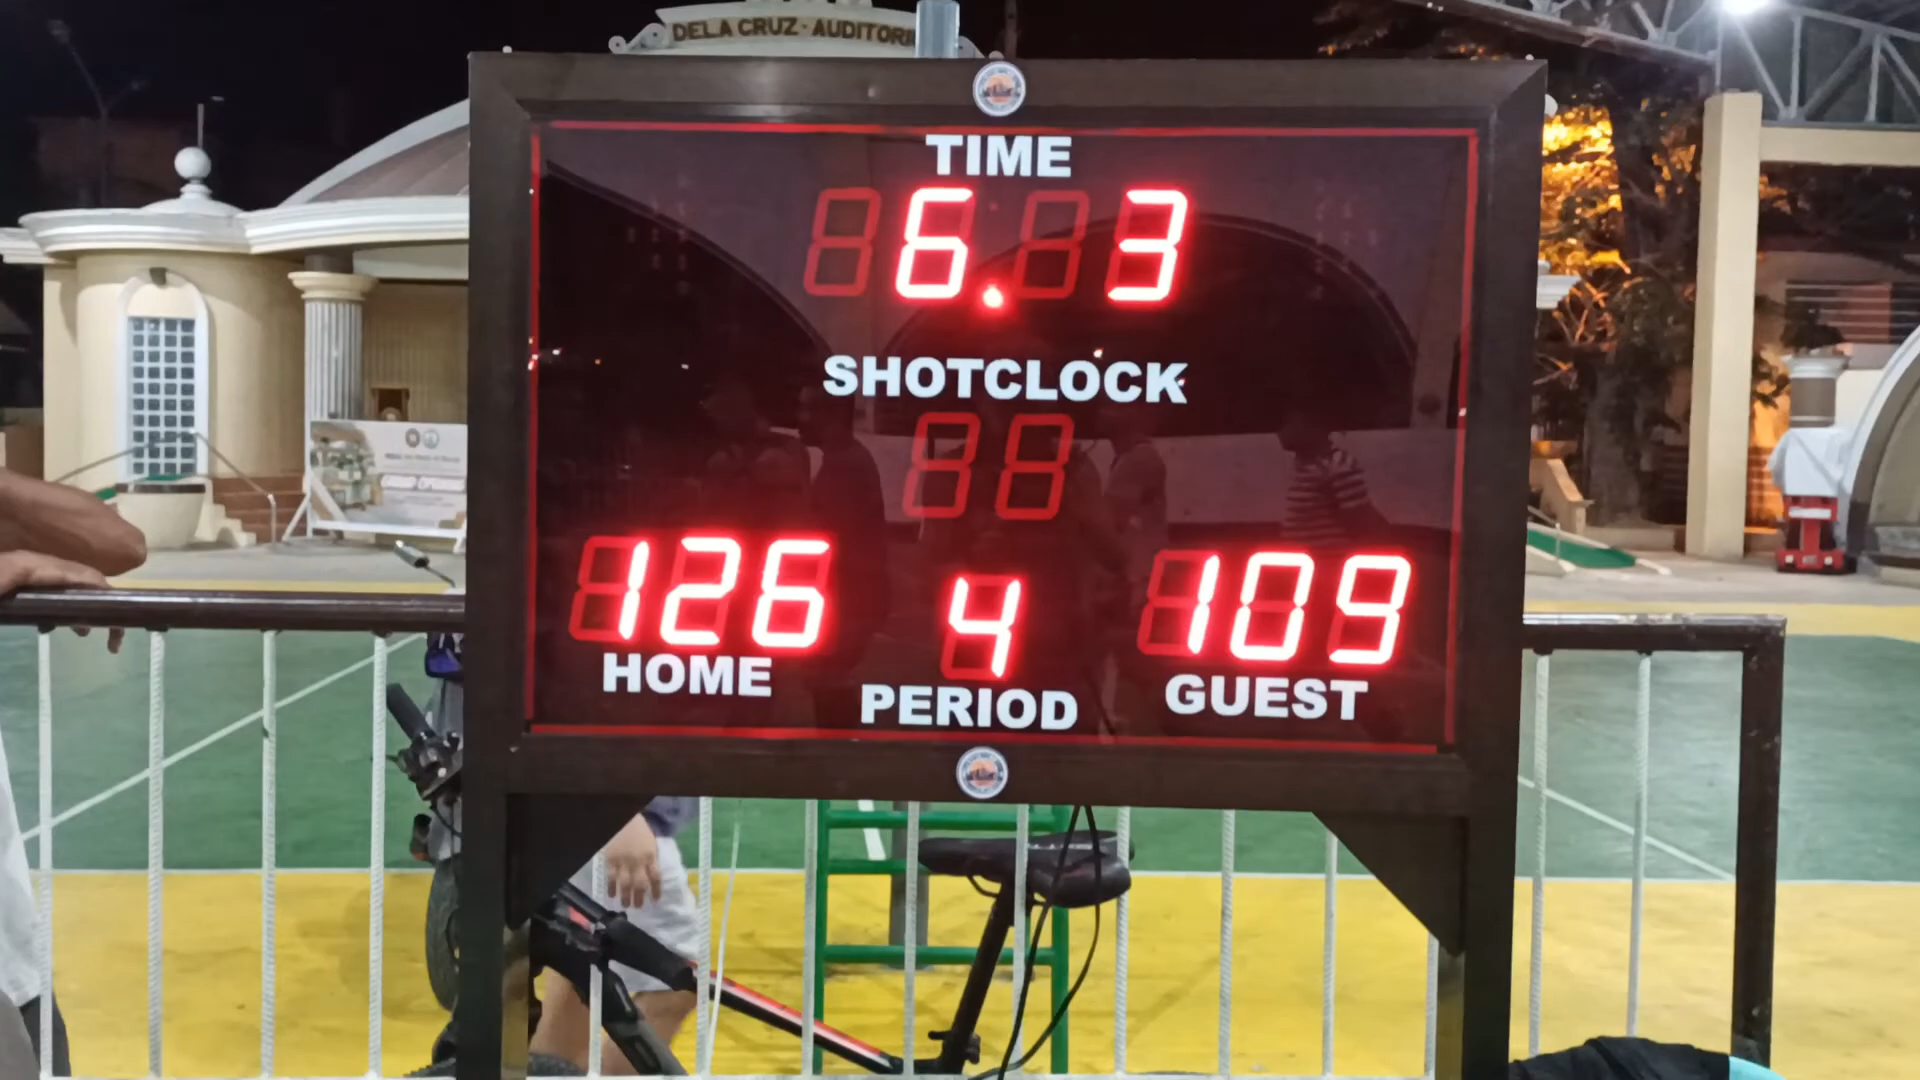 DELA CRUZ - AUDITORI
TIME
6. 3
SHOTCLOCK
126 4 109
HOME PERIOD GUEST